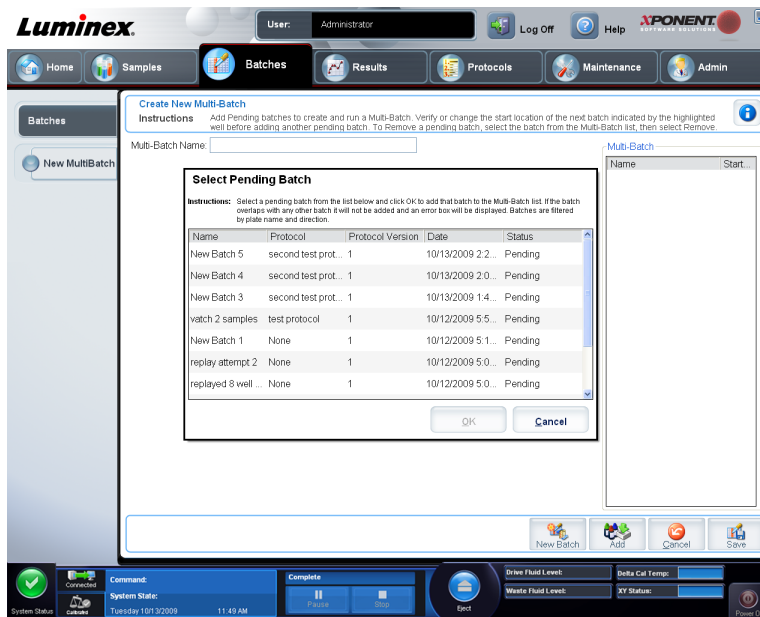 Luminex.
User: Administrator
Log Off
Help
XPONENT.
SOFTWARE SOLUTIONS
Home
Samples
Batches
Results
Protocols
Maintenance
Admin
Batches
New MultiBatch
Create New Multi-Batch
Instructions Add Pending batches to create and run a Multi-Batch. Verify or change the start location of the next batch indicated by the highlighted
well before adding another pending batch. To Remove a pending batch, select the batch from the Multi-Batch list, then select Remove.
Multi-Batch Name:
Multi-Batch
Name Start...
Select Pending Batch
Instructions: Select a pending batch from the list below and click OK to add that batch to the Multi-Batch list. If the batch
overlaps with any other batch it will not be added and an error box will be displayed. Batches are filtered
by plate name and direction.
Name Protocol Protocol Version Date Status
New Batch 5 second test prot... 1 10/13/2009 2:2... Pending
New Batch 4 second test prot... 1 10/13/2009 2:0... Pending
New Batch 3 second test prot... 1 10/13/2009 1:4... Pending
vatch 2 samples test protocol 1 10/12/2009 5:5... Pending
New Batch 1 None 1 10/12/2009 5:1... Pending
replay attempt 2 None 1 10/12/2009 5:0... Pending
replayed 8 well ... None 1 10/12/2009 5:0... Pending
OK
Cancel
New Batch
Add
Cancel
Save
System Status
Connected
Calibrated
Command:
System State:
Tuesday 10/13/2009 11:49 AM
Complete
Pause
Stop
Eject
Drive Fluid Level:
Waste Fluid Level:
Delta Cal Temp:
XY Status:
Power O